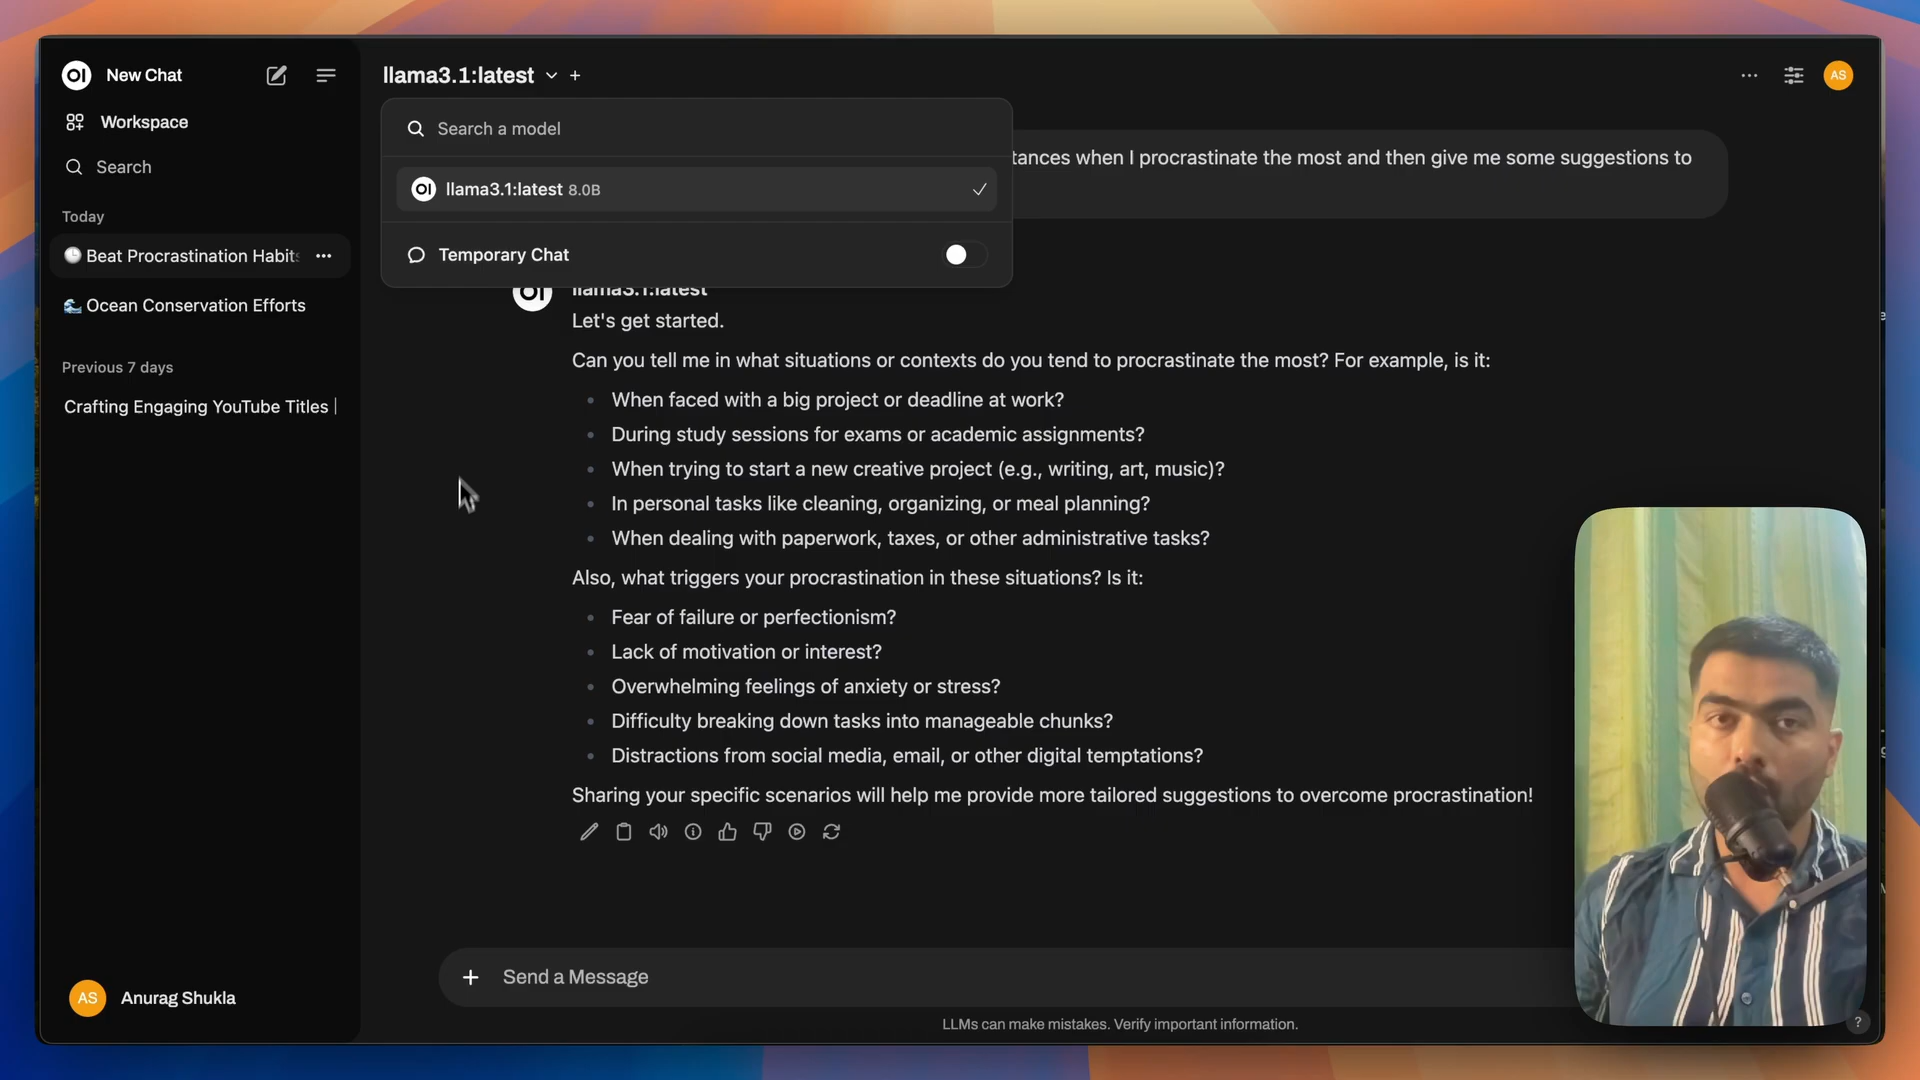 OI New Chat
Workspace
Search
Today
Beat Procrastination Habits
Ocean Conservation Efforts
Previous 7 days
Crafting Engaging YouTube Titles |
AS Anurag Shukla
llama3.1:latest
AS
Search a model
OI llama3.1:latest 8.0B
Temporary Chat
tances when I procrastinate the most and then give me some suggestions to
OI llama3.1:latest
Let's get started.
Can you tell me in what situations or contexts do you tend to procrastinate the most? For example, is it:
• When faced with a big project or deadline at work?
• During study sessions for exams or academic assignments?
• When trying to start a new creative project (e.g., writing, art, music)?
• In personal tasks like cleaning, organizing, or meal planning?
• When dealing with paperwork, taxes, or other administrative tasks?
Also, what triggers your procrastination in these situations? Is it:
• Fear of failure or perfectionism?
• Lack of motivation or interest?
• Overwhelming feelings of anxiety or stress?
• Difficulty breaking down tasks into manageable chunks?
• Distractions from social media, email, or other digital temptations?
Sharing your specific scenarios will help me provide more tailored suggestions to overcome procrastination!
Send a Message
LLMs can make mistakes. Verify important information.
?